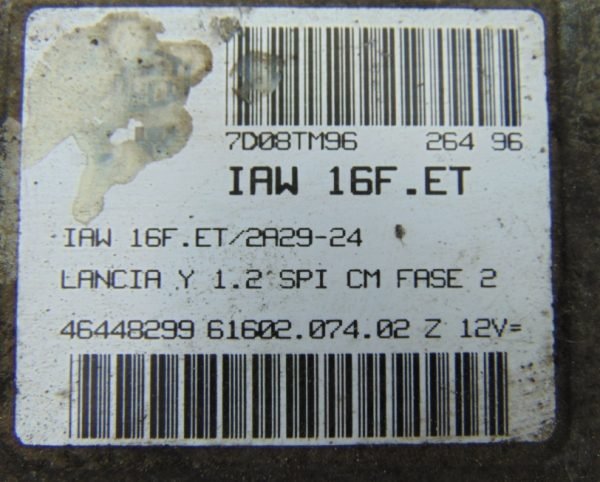 7D08TM96 264 96
IAW 16F.ET
IAW 16F.ET/2A29-24
LANCIA Y 1.2 SPI CM FASE 2
46448299 61602.074.02 Z 12V=